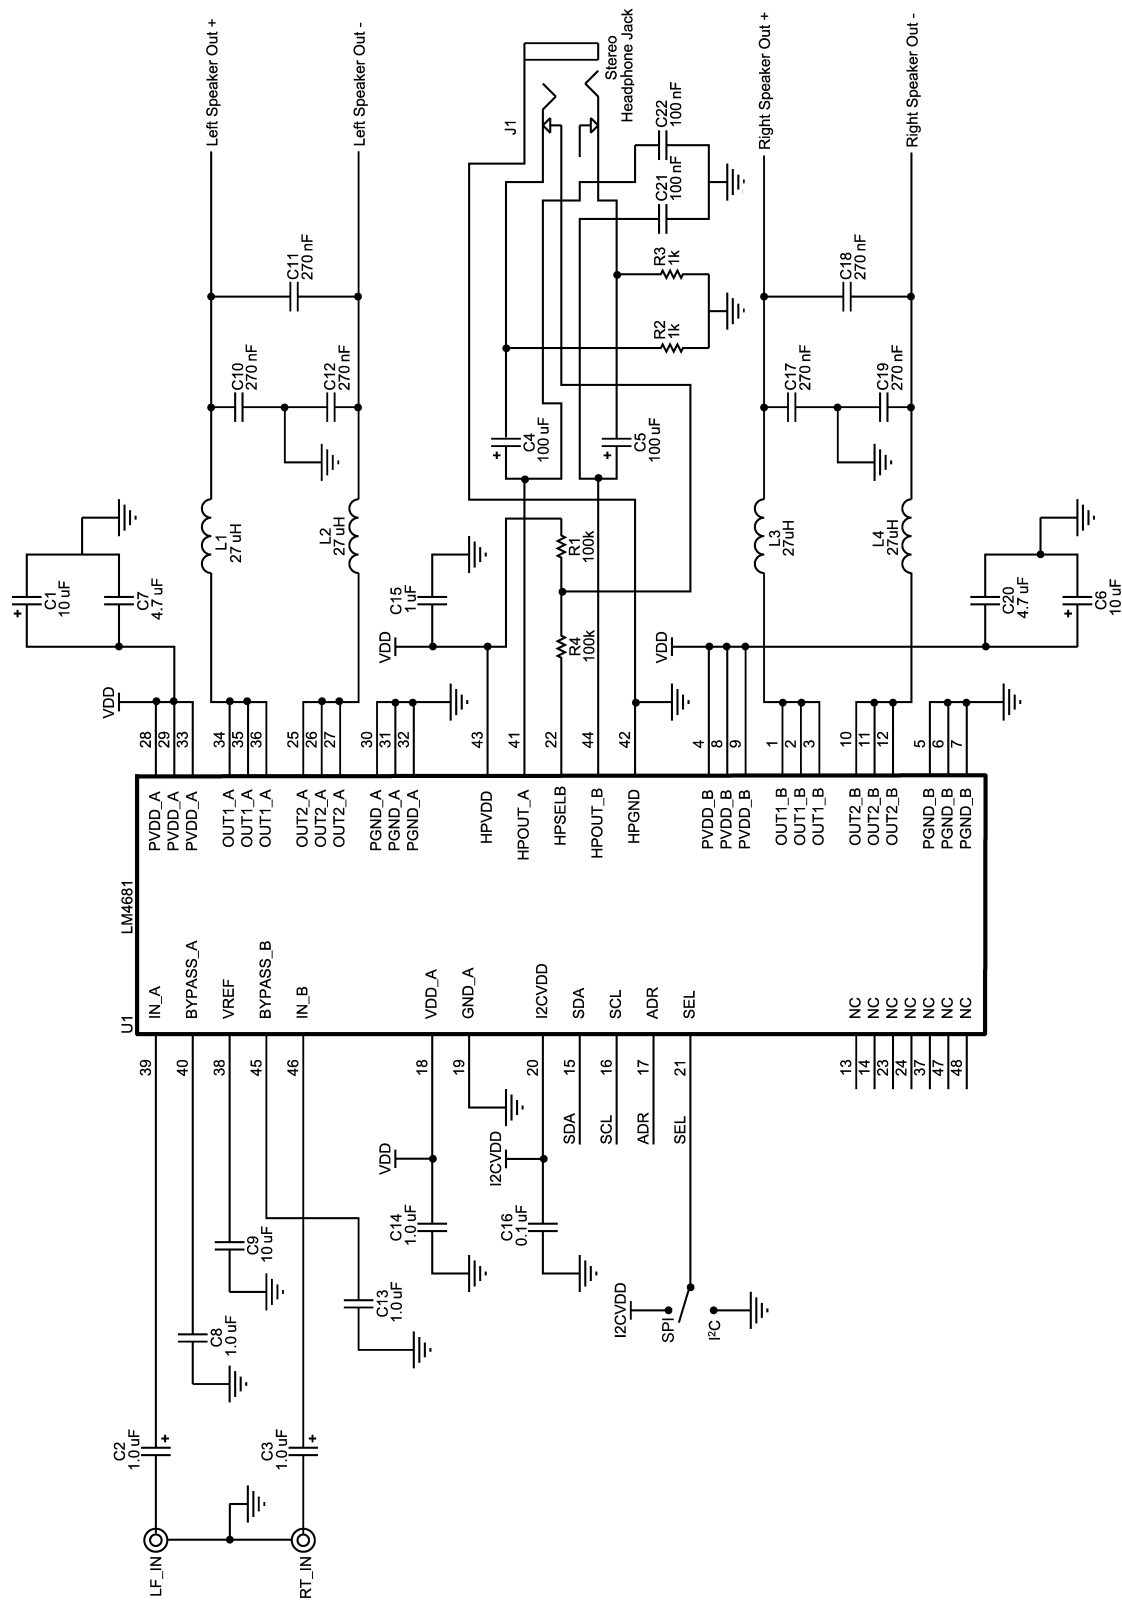 LF_IN
RT_IN
C2
1.0 uF
C3
1.0 uF
+
+
C8
1.0 uF
C9
10 uF
C13
1.0 uF
VDD
C14
1.0 uF
I2CVDD
C16
0.1 uF
I2CVDD
SPI
I²C
SDA
SCL
ADR
SEL
39
40
38
45
46
18
19
20
15
16
17
21
13
14
23
24
37
47
48
U1
LM4681
IN_A
BYPASS_A
VREF
BYPASS_B
IN_B
VDD_A
GND_A
I2CVDD
SDA
SCL
ADR
SEL
NC
NC
NC
NC
NC
NC
NC
PVDD_A
PVDD_A
PVDD_A
OUT1_A
OUT1_A
OUT1_A
OUT2_A
OUT2_A
OUT2_A
PGND_A
PGND_A
PGND_A
HPVDD
HPOUT_A
HPSELB
HPOUT_B
HPGND
PVDD_B
PVDD_B
PVDD_B
OUT1_B
OUT1_B
OUT1_B
OUT2_B
OUT2_B
OUT2_B
PGND_B
PGND_B
PGND_B
28
29
33
34
35
36
25
26
27
30
31
32
43
41
22
44
42
4
8
9
1
2
3
10
11
12
5
6
7
VDD
+
C1
10 uF
C7
4.7 uF
L1
27 uH
L2
27 uH
C10
270 nF
C12
270 nF
C11
270 nF
Left Speaker Out +
Left Speaker Out -
VDD
C15
1 uF
R1
100k
R4
100k
+
C4
100 uF
+
C5
100 uF
R2
1k
R3
1k
C21
100 nF
C22
100 nF
J1
Stereo
Headphone Jack
VDD
L3
27uH
L4
27uH
C17
270 nF
C19
270 nF
C18
270 nF
Right Speaker Out +
Right Speaker Out -
C20
4.7 uF
+
C6
10 uF